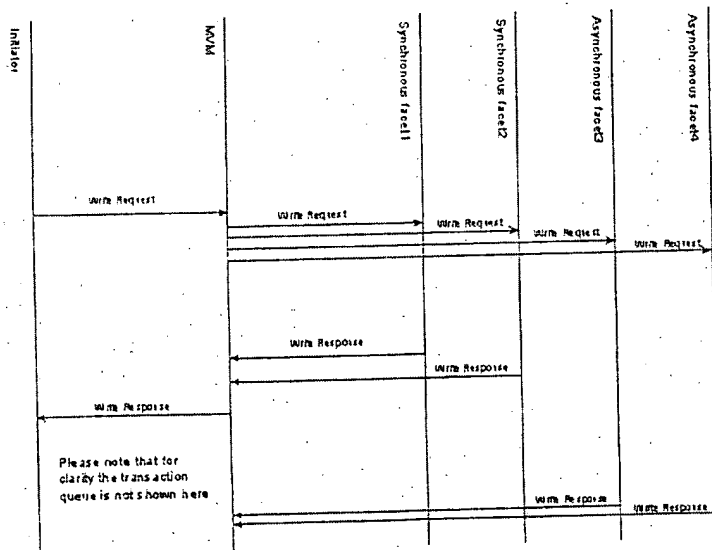 Initiator
MVM
Synchronous facet1
Synchronous facet2
Asynchronous facet3
Asynchronous facet4
Write Request
Write Request
Write Request
Write Request
Write Request
Write Response
Write Response
Write Response
Please note that for
clarity the transaction
queue is not shown here
Write Response
Write Response